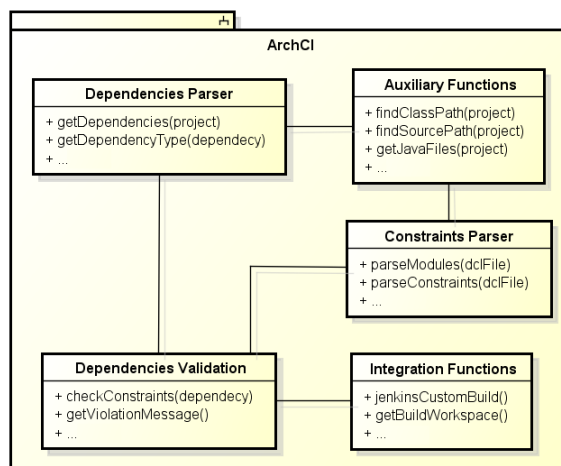 ArchCI
Dependencies Parser
+ getDependencies(project)
+ getDependencyType(dependecy)
+ ...
Auxiliary Functions
+ findClassPath(project)
+ findSourcePath(project)
+ getJavaFiles(project)
+ ...
Constraints Parser
+ parseModules(dclFile)
+ parseConstraints(dclFile)
+ ...
Dependencies Validation
+ checkConstraints(dependecy)
+ getViolationMessage()
+ ...
Integration Functions
+ jenkinsCustomBuild()
+ getBuildWorkspace()
+ ...